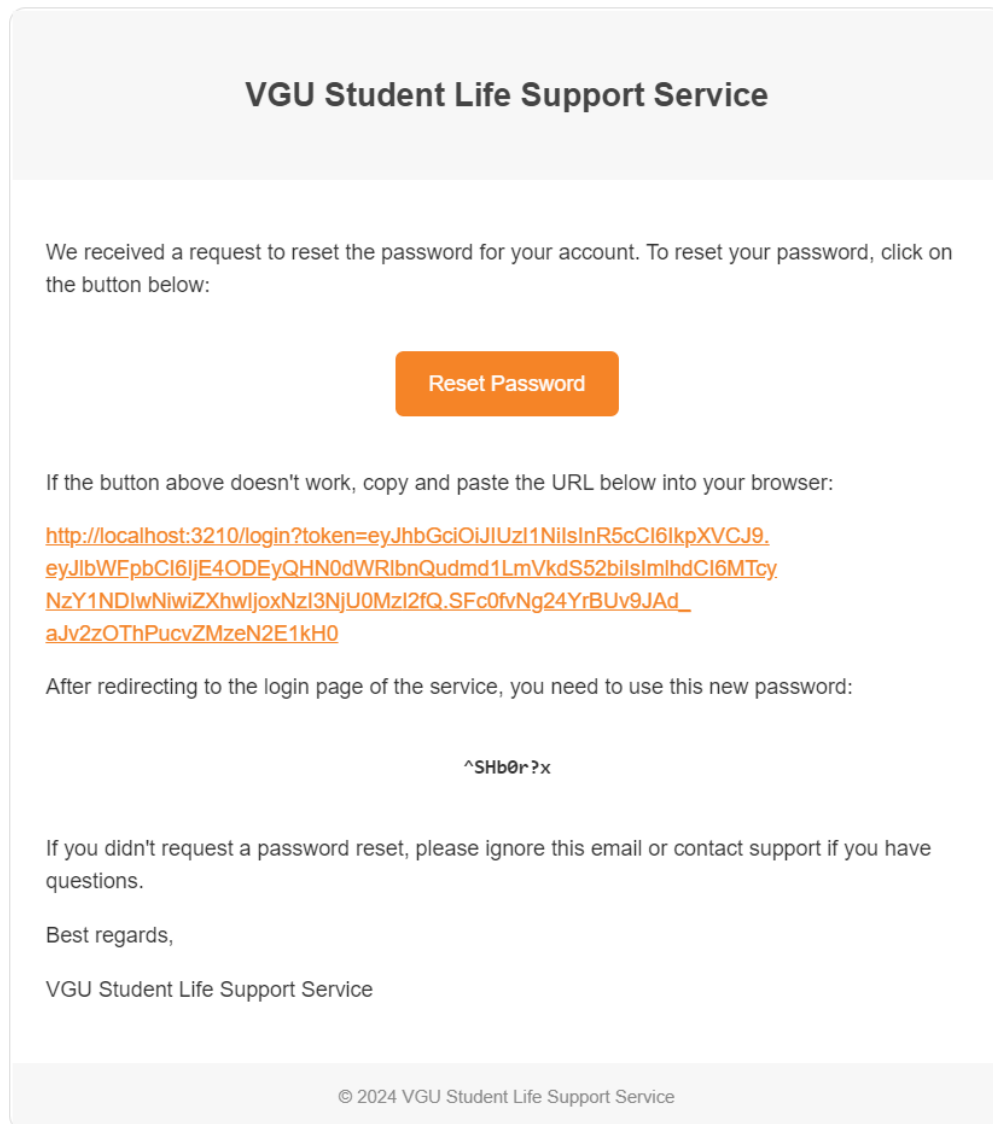 VGU Student Life Support Service
We received a request to reset the password for your account. To reset your password, click on
the button below:
Reset Password
If the button above doesn't work, copy and paste the URL below into your browser:
http://localhost:3210/login?token=eyJhbGciOiJIUzI1NiIsInR5cCI6IkpXVCJ9.
eyJlbWFpbCI6IjE4ODEyQHN0dWRlbnQudmd1LmVkdS52biIsImlhdCI6MTcy
NzY1NDIwNiwiZXhwIjoxNzI3NjU0MzI2fQ.SFc0fvNg24YrBUv9JAd_
aJv2zOThPucvZMzeN2E1kH0
After redirecting to the login page of the service, you need to use this new password:
^SHb0r?x
If you didn't request a password reset, please ignore this email or contact support if you have
questions.
Best regards,
VGU Student Life Support Service
© 2024 VGU Student Life Support Service